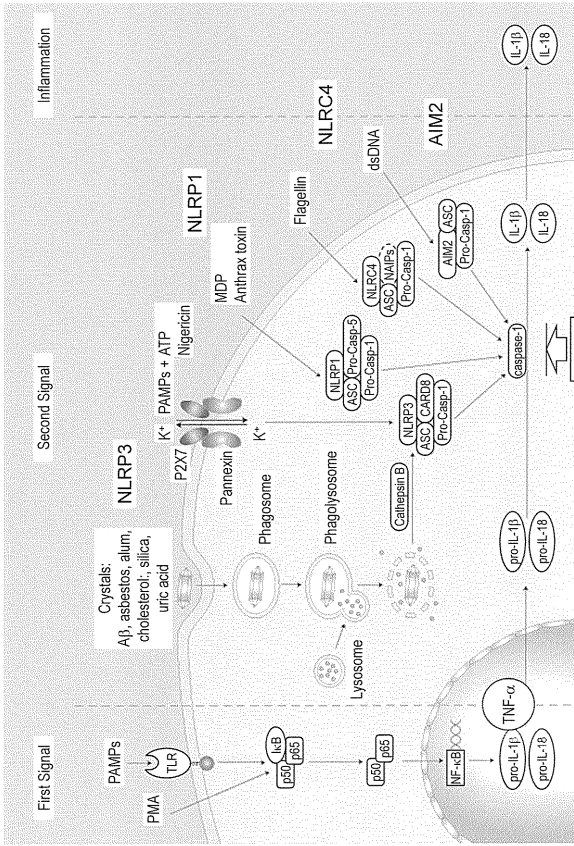 First Signal
Second Signal
Inflammation
PAMPs
TLR
PMA
IκB
p50
p65
p50
p65
NF-κB
TNF-α
pro-IL-1β
pro-IL-18
NLRP3
Crystals:
Aβ, asbestos, alum,
cholesterol:, silica,
uric acid
Phagosome
Lysosome
Phagolysosome
Cathepsin B
P2X7
Pannexin
K⁺
K⁺
PAMPs + ATP
Nigericin
NLRP1
MDP
Anthrax toxin
NLRP1
ASC
Pro-Casp-5
Pro-Casp-1
NLRP3
ASC
CARD8
Pro-Casp-1
NLRC4
Flagellin
NLRC4
ASC
NAIPs
Pro-Casp-1
AIM2
dsDNA
AIM2
ASC
Pro-Casp-1
caspase-1
pro-IL-1β
pro-IL-18
IL-1β
IL-18
IL-1β
IL-18